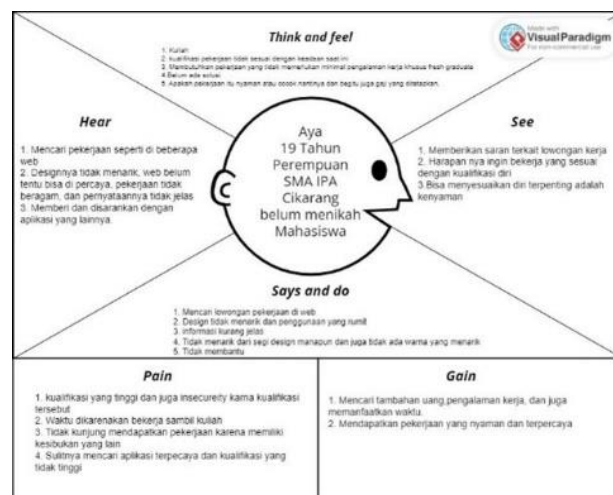 Made with
VisualParadigm
For non-commercial use
Think and feel
1. Kuliah
2. kualifikasi pekerjaan tidak sesuai dengan keadaan saat ini
3. Membutuhkan pekerjaan yang tidak memerlukan minimal pengalaman kerja khusus fresh graduate
4.Belum ada solusi
5. Apakah pekerjaan itu nyaman atau cocok nantinya dan begitu juga gaji yang ditetapkan.
Hear
1. Mencari pekerjaan seperti di beberapa
web
2. Designnya tidak menarik, web belum
tentu bisa di percaya, pekerjaan tidak
beragam, dan pernyataannya tidak jelas
3. Memberi dan disarankan dengan
aplikasi yang lainnya.
Aya
19 Tahun
Perempuan
SMA IPA
Cikarang
belum menikah
Mahasiswa
See
1. Memberikan saran terkait lowongan kerja
2. Harapan nya ingin bekerja yang sesuai
dengan kualifikasi diri
3.Bisa menyesuaikan diri terpenting adalah
kenyaman
Says and do
1. Mencari lowongan pekerjaan di web
2. Design tidak menarik dan penggunaan yang rumit
3. informasi kurang jelas
4. Tidak menarik dari segi design manapun dan juga tidak ada warna yang menarik
5. Tidak membantu
Pain
1. kualifikasi yang tinggi dan juga insecureity karna kualifikasi
tersebut
2. Waktu dikarenakan bekerja sambil kuliah
3. Tidak kunjung mendapatkan pekerjaan karena memiliki
kesibukan yang lain
4. Sulitnya mencari aplikasi terpecaya dan kualifikasi yang
tidak tinggi
Gain
1. Mencari tambahan uang,pengalaman kerja, dan juga
memanfaatkan waktu.
2. Mendapatkan pekerjaan yang nyaman dan terpercaya